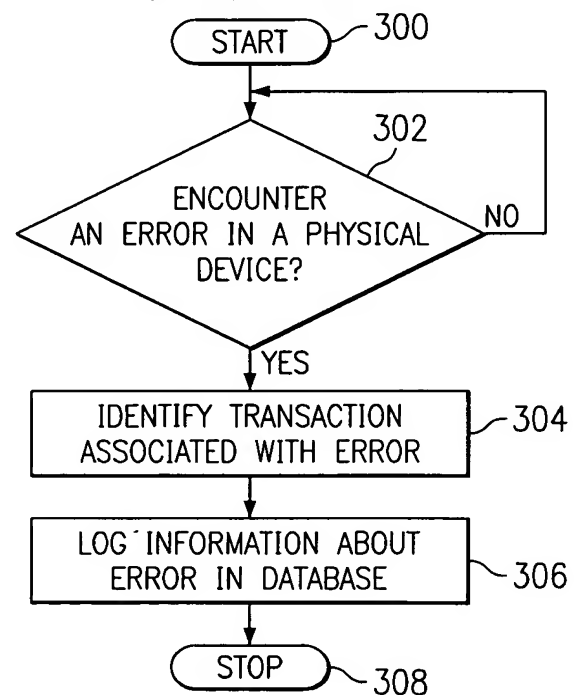 START
300
302
ENCOUNTER
AN ERROR IN A PHYSICAL
DEVICE?
NO
YES
IDENTIFY TRANSACTION
ASSOCIATED WITH ERROR
304
LOG INFORMATION ABOUT
ERROR IN DATABASE
306
STOP
308